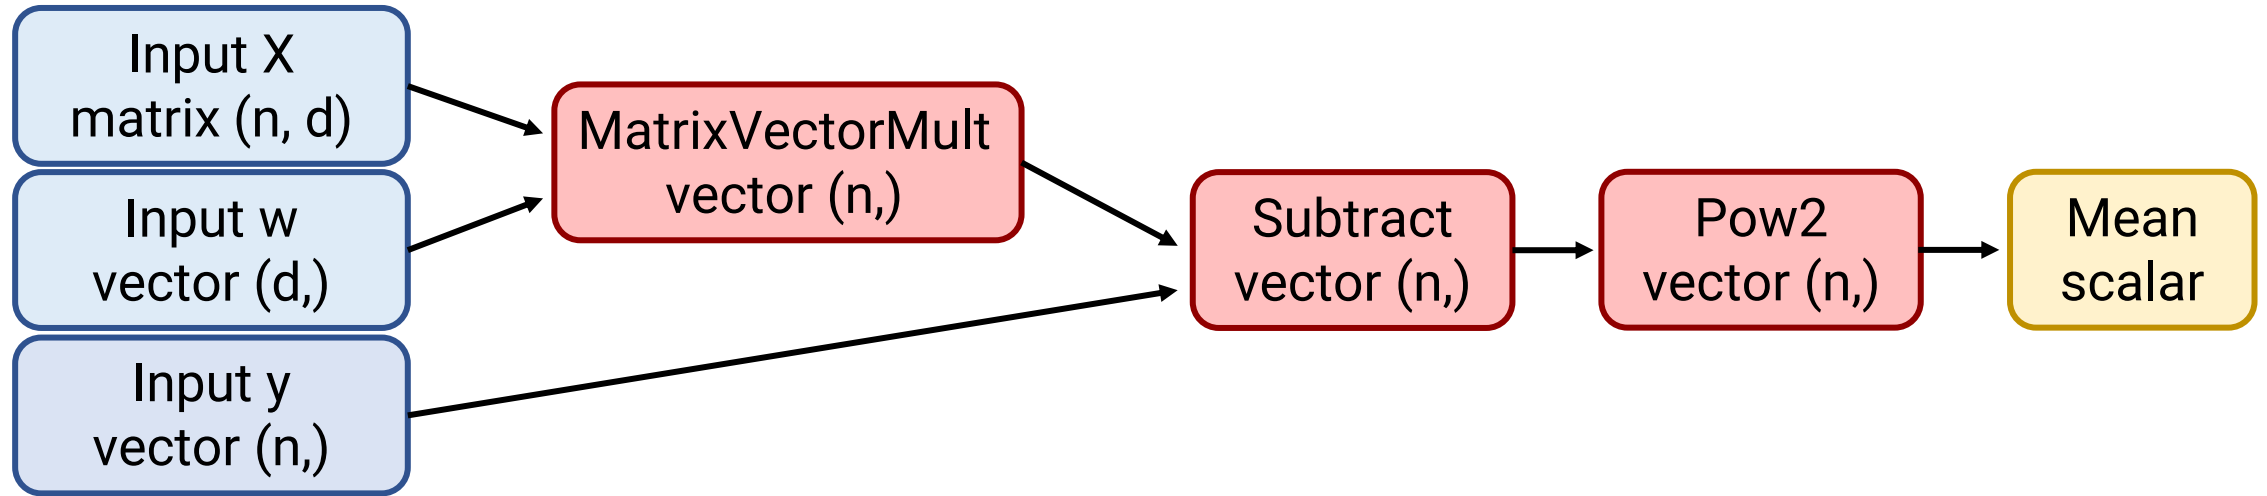 Input X
matrix (n, d)
Input w
vector (d,)
Input y
vector (n,)
MatrixVectorMult
vector (n,)
Subtract
vector (n,)
Pow2
vector (n,)
Mean
scalar